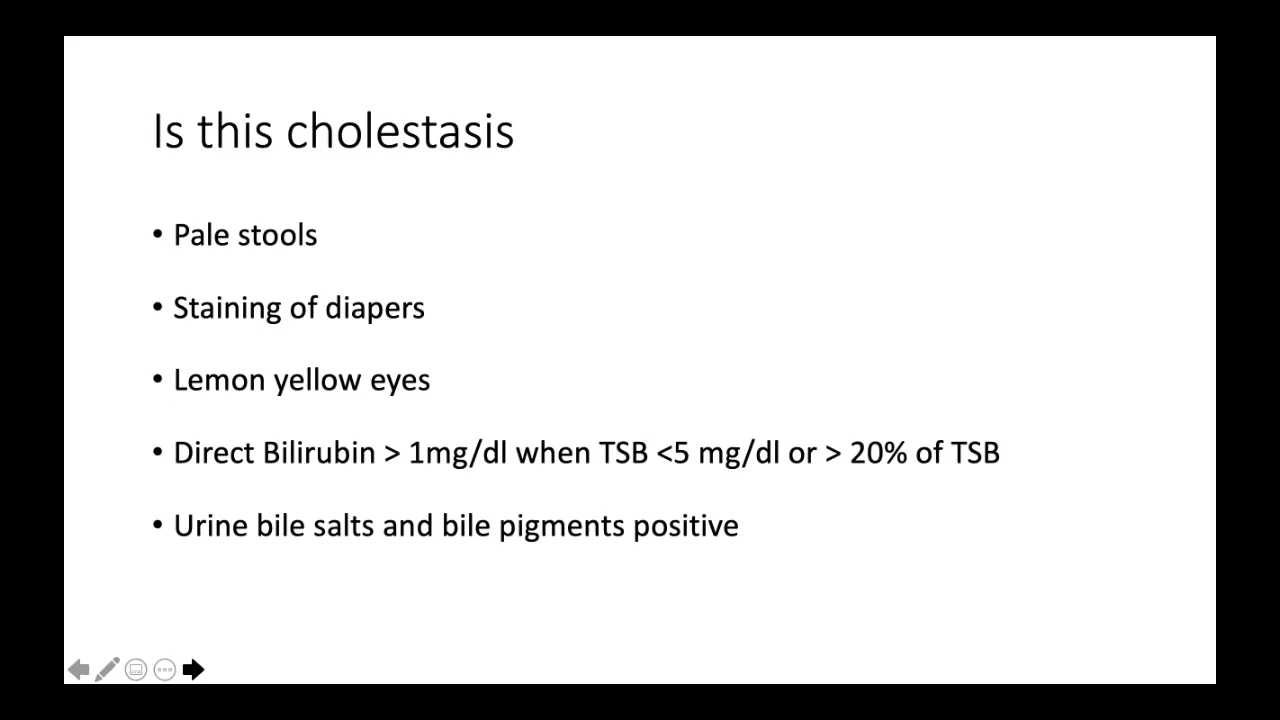 Is this cholestasis
• Pale stools
• Staining of diapers
• Lemon yellow eyes
• Direct Bilirubin > 1mg/dl when TSB <5 mg/dl or > 20% of TSB
• Urine bile salts and bile pigments positive